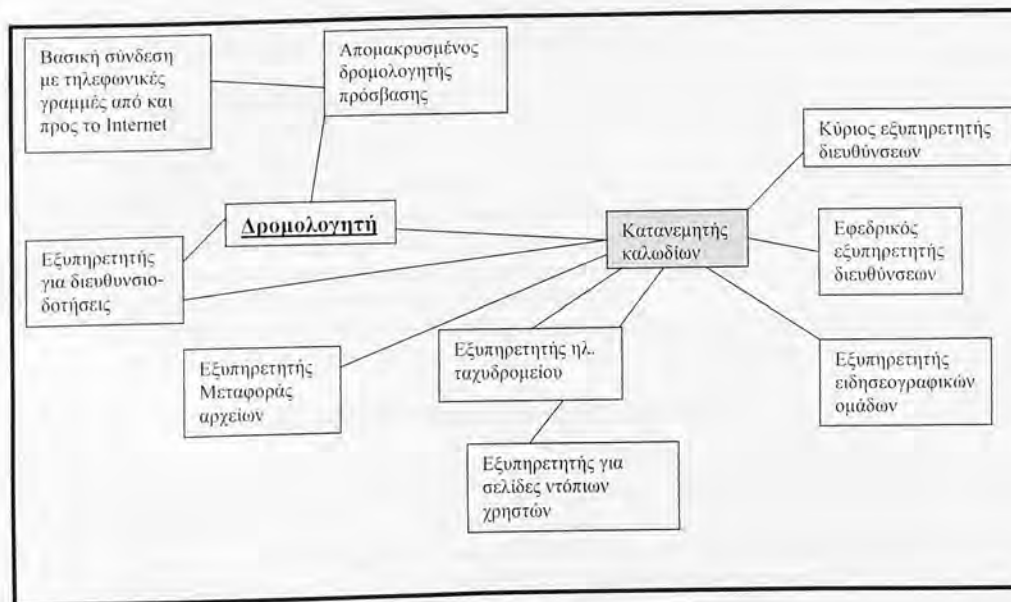 Βασική σύνδεση
με τηλεφωνικές
γραμμές από και
προς το Internet
Απομακρυσμένος
δρομολογητής
πρόσβασης
Κύριος εξυπηρετητής
διευθύνσεων
Δρομολογητή
Κατανεμητής
καλωδίων
Εφεδρικός
εξυπηρετητής
διευθύνσεων
Εξυπηρετητής
για διευθυνσιο-
δοτήσεις
Εξυπηρετητής
Μεταφοράς
αρχείων
Εξυπηρετητής ηλ.
ταχυδρομείου
Εξυπηρετητής
ειδησεογραφικών
ομάδων
Εξυπηρετητής για
σελίδες ντόπιων
χρηστών